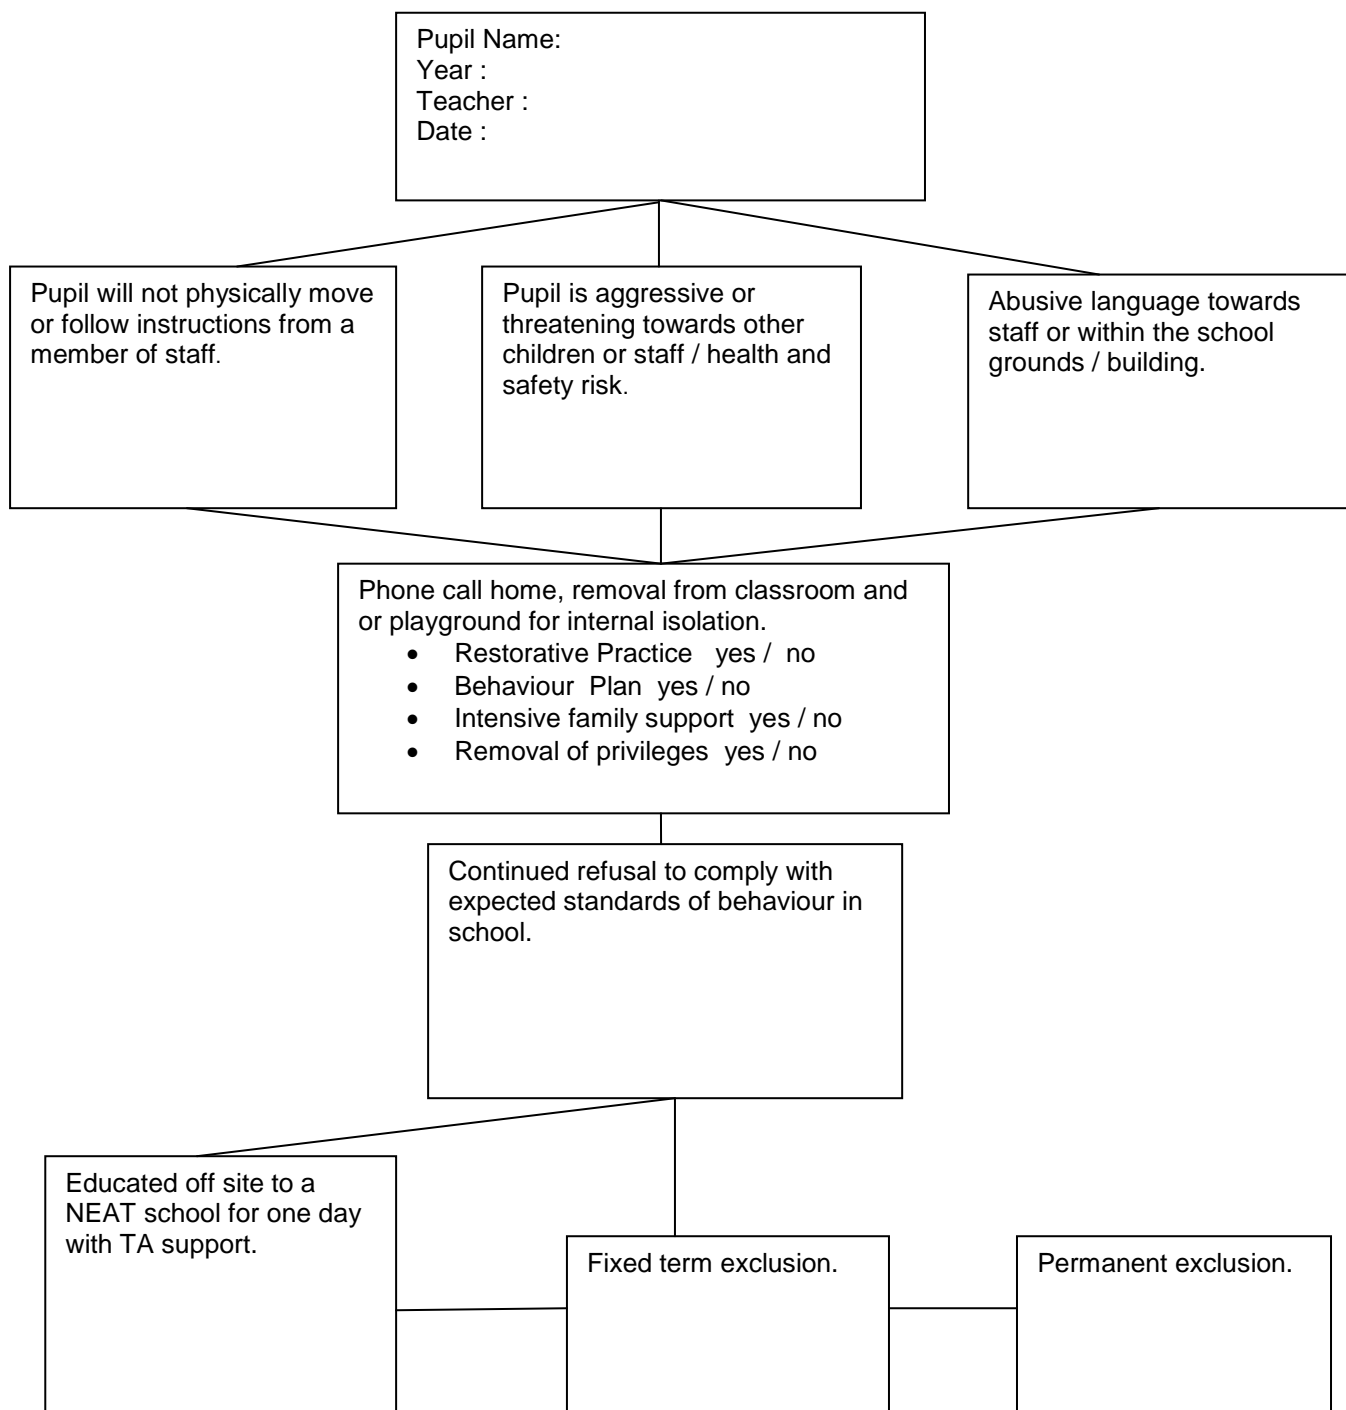 Pupil Name:
Year :
Teacher :
Date :
Pupil will not physically move
or follow instructions from a
member of staff.
Pupil is aggressive or
threatening towards other
children or staff / health and
safety risk.
Abusive language towards
staff or within the school
grounds / building.
Phone call home, removal from classroom and
or playground for internal isolation.
• Restorative Practice yes / no
• Behaviour Plan yes / no
• Intensive family support yes / no
• Removal of privileges yes / no
Continued refusal to comply with
expected standards of behaviour in
school.
Educated off site to a
NEAT school for one day
with TA support.
Fixed term exclusion.
Permanent exclusion.